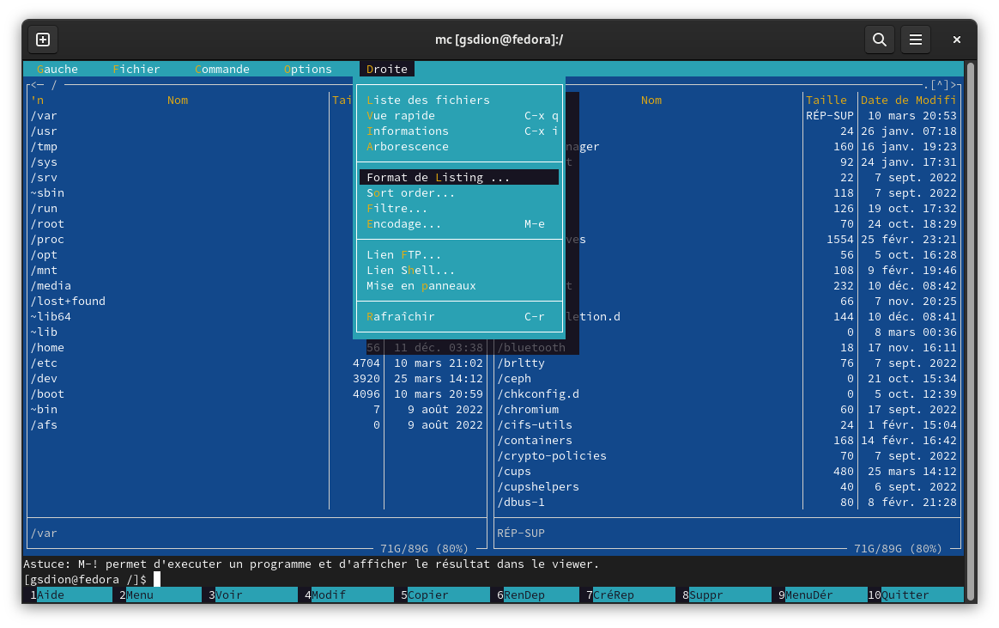 mc [gsdion@fedora]:/
Gauche Fichier Commande Options Droite
<─ / .[^]>
'n Nom Tai Nom Taille Date de Modifi
/var Liste des fichiers RÉP-SUP 10 mars 20:53
/usr Vue rapide C-x q 24 26 janv. 07:18
/tmp Informations C-x i nager 160 16 janv. 19:23
/sys Arborescence t 92 24 janv. 17:31
/srv Format de Listing ... 22 7 sept. 2022
~sbin Sort order... 118 7 sept. 2022
/run Filtre... 126 19 oct. 17:32
/root Encodage... M-e 70 24 oct. 18:29
/proc ves 1554 25 févr. 23:21
/opt Lien FTP... 56 5 oct. 16:28
/mnt Lien Shell... 108 9 févr. 19:46
/media Mise en panneaux t 232 10 déc. 08:42
/lost+found 66 7 nov. 20:25
~lib64 Rafraîchir C-r letion.d 144 10 déc. 08:41
~lib 0 8 mars 00:36
/home 56 11 déc. 03:38 /bluetooth 18 17 nov. 16:11
/etc 4704 10 mars 21:02 /brltty 76 7 sept. 2022
/dev 3920 25 mars 14:12 /ceph 0 21 oct. 15:34
/boot 4096 10 mars 20:59 /chkconfig.d 0 5 oct. 12:39
~bin 7 9 août 2022 /chromium 60 17 sept. 2022
/afs 0 9 août 2022 /cifs-utils 24 1 févr. 15:04
/containers 168 14 févr. 16:42
/crypto-policies 70 7 sept. 2022
/cups 480 25 mars 14:12
/cupshelpers 40 6 sept. 2022
/dbus-1 80 8 févr. 21:28
/var RÉP-SUP
71G/89G (80%) 71G/89G (80%)
Astuce: M-! permet d'executer un programme et d'afficher le résultat dans le viewer.
[gsdion@fedora /]$
1Aide 2Menu 3Voir 4Modif 5Copier 6RenDep 7CréRep 8Suppr 9MenuDér 10Quitter